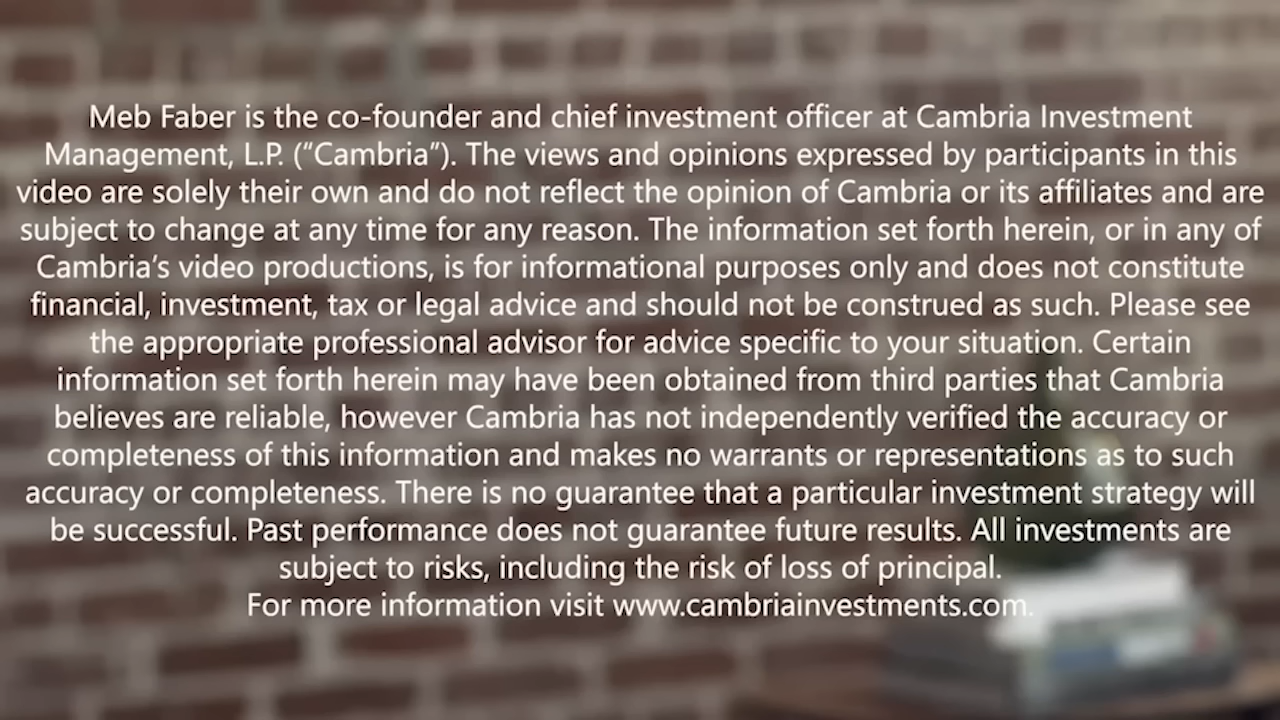 Meb Faber is the co-founder and chief investment officer at Cambria Investment
Management, L.P. (“Cambria”). The views and opinions expressed by participants in this
video are solely their own and do not reflect the opinion of Cambria or its affiliates and are
subject to change at any time for any reason. The information set forth herein, or in any of
Cambria’s video productions, is for informational purposes only and does not constitute
financial, investment, tax or legal advice and should not be construed as such. Please see
the appropriate professional advisor for advice specific to your situation. Certain
information set forth herein may have been obtained from third parties that Cambria
believes are reliable, however Cambria has not independently verified the accuracy or
completeness of this information and makes no warrants or representations as to such
accuracy or completeness. There is no guarantee that a particular investment strategy will
be successful. Past performance does not guarantee future results. All investments are
subject to risks, including the risk of loss of principal.
For more information visit www.cambriainvestments.com.